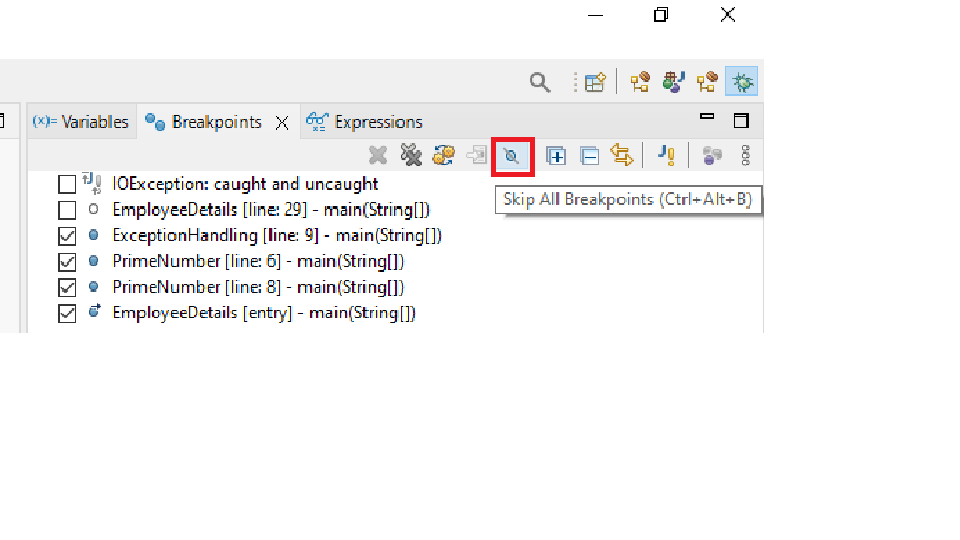 (x)= Variables Breakpoints Expressions
IOException: caught and uncaught
Skip All Breakpoints (Ctrl+Alt+B)
EmployeeDetails [line: 29] - main(String[])
ExceptionHandling [line: 9] - main(String[])
PrimeNumber [line: 6] - main(String[])
PrimeNumber [line: 8] - main(String[])
EmployeeDetails [entry] - main(String[])